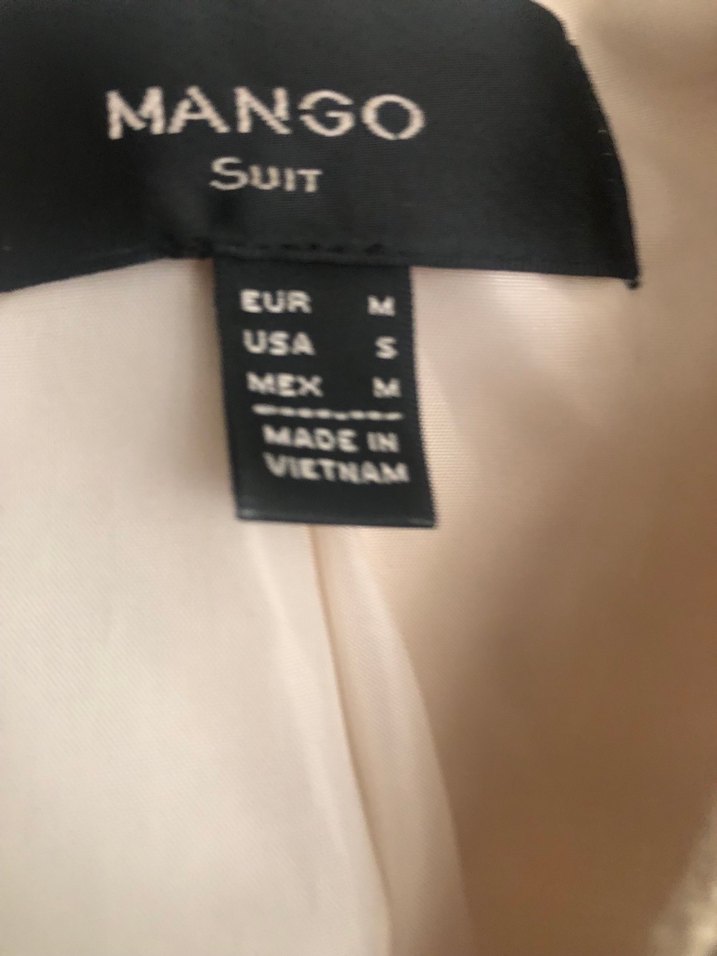 MANGO
SUIT
EUR M
USA S
MEX M
MADE IN
VIETNAM